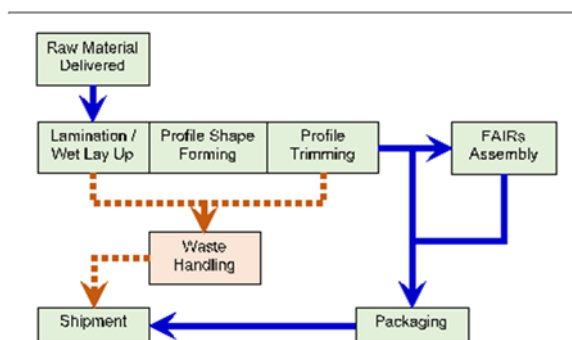 Raw Material
Delivered
Lamination /
Wet Lay Up
Profile Shape
Forming
Profile
Trimming
FAIRs
Assembly
Waste
Handling
Shipment
Packaging